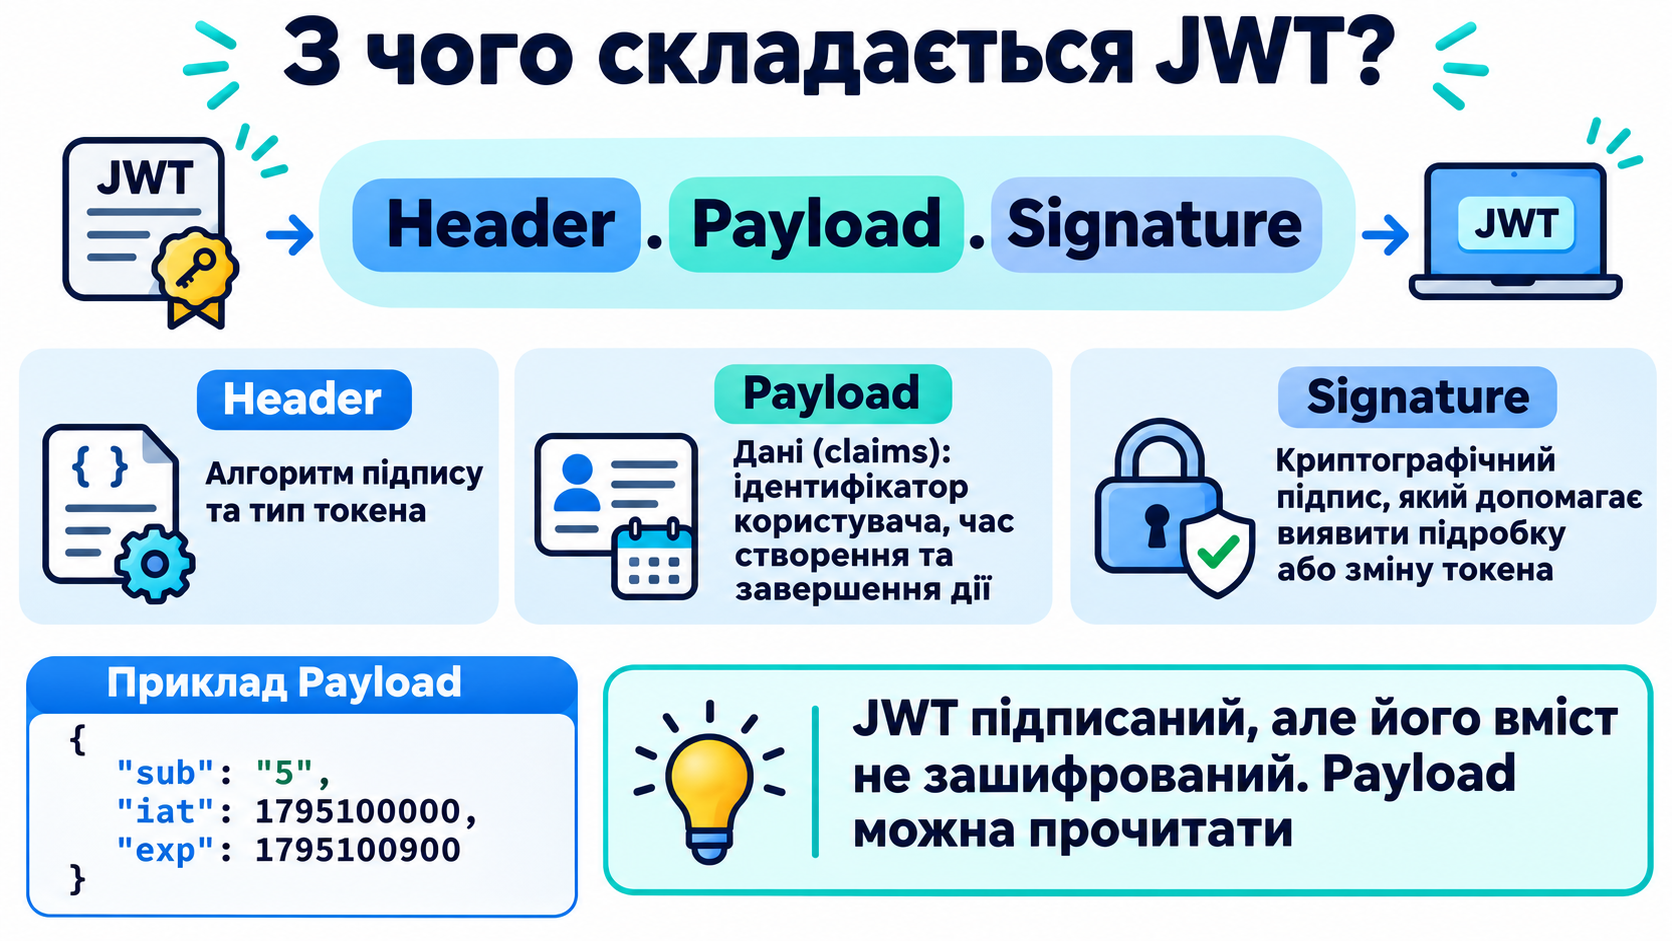 З чого складається JWT?
JWT
Header . Payload . Signature
JWT
Header
Алгоритм підпису
та тип токена
Payload
Дані (claims):
ідентифікатор
користувача, час
створення та
завершення дії
Signature
Криптографічний
підпис, який допомагає
виявити підробку
або зміну токена
Приклад Payload
{
"sub": "5",
"iat": 1795100000,
"exp": 1795100900
}
JWT підписаний, але його вміст
не зашифрований. Payload
можна прочитати